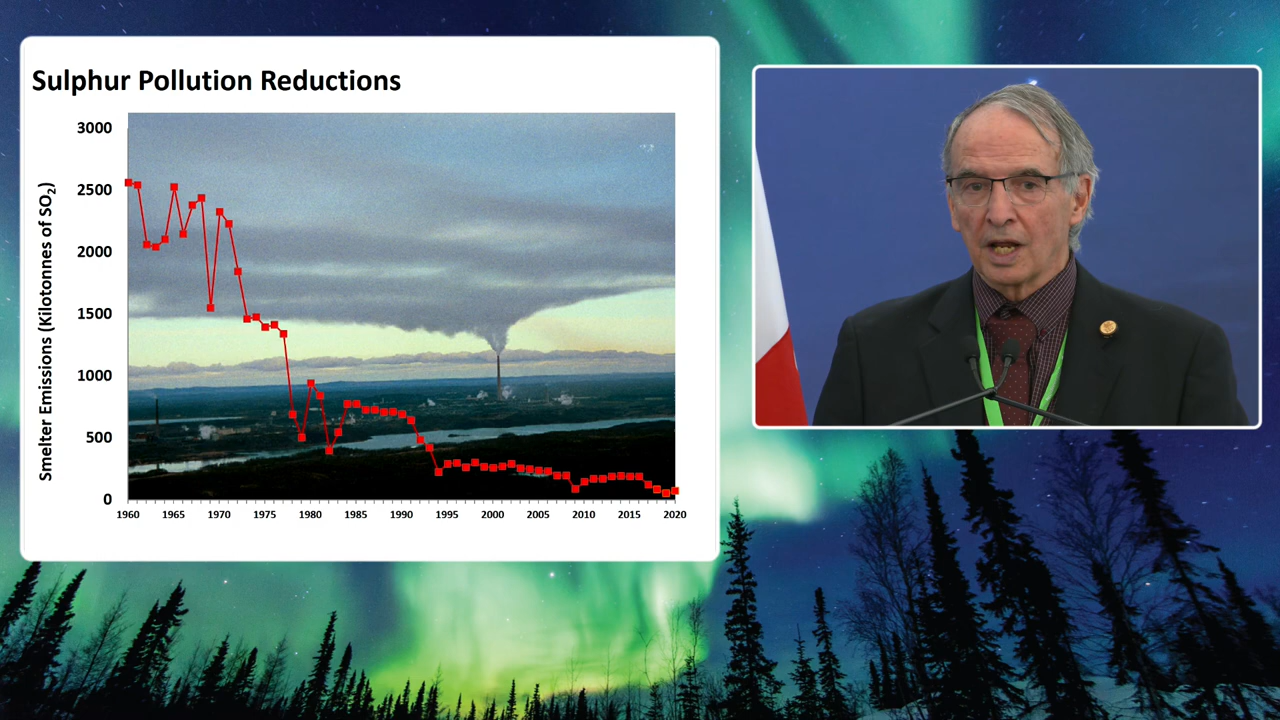 Sulphur Pollution Reductions
Smelter Emissions (Kilotonnes of SO₂)
3000
2500
2000
1500
1000
500
0
1960 1965 1970 1975 1980 1985 1990 1995 2000 2005 2010 2015 2020